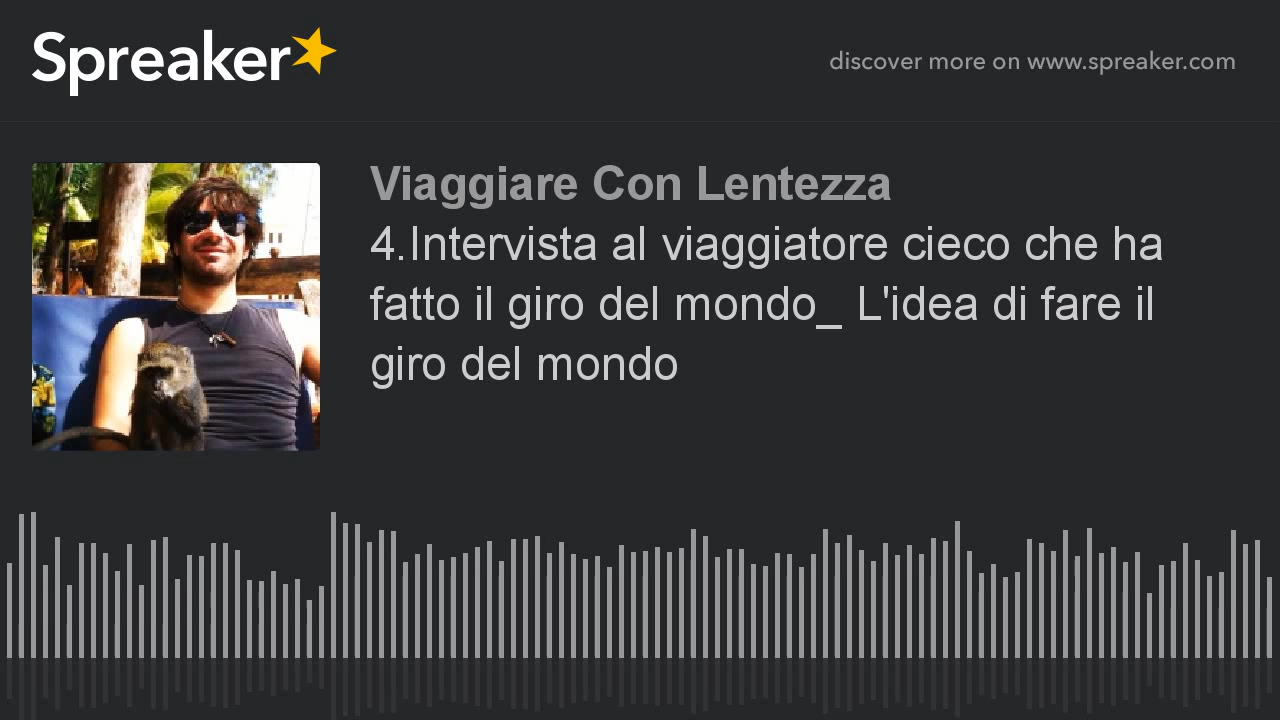 Spreaker
discover more on www.spreaker.com
Viaggiare Con Lentezza
4.Intervista al viaggiatore cieco che ha
fatto il giro del mondo_ L'idea di fare il
giro del mondo